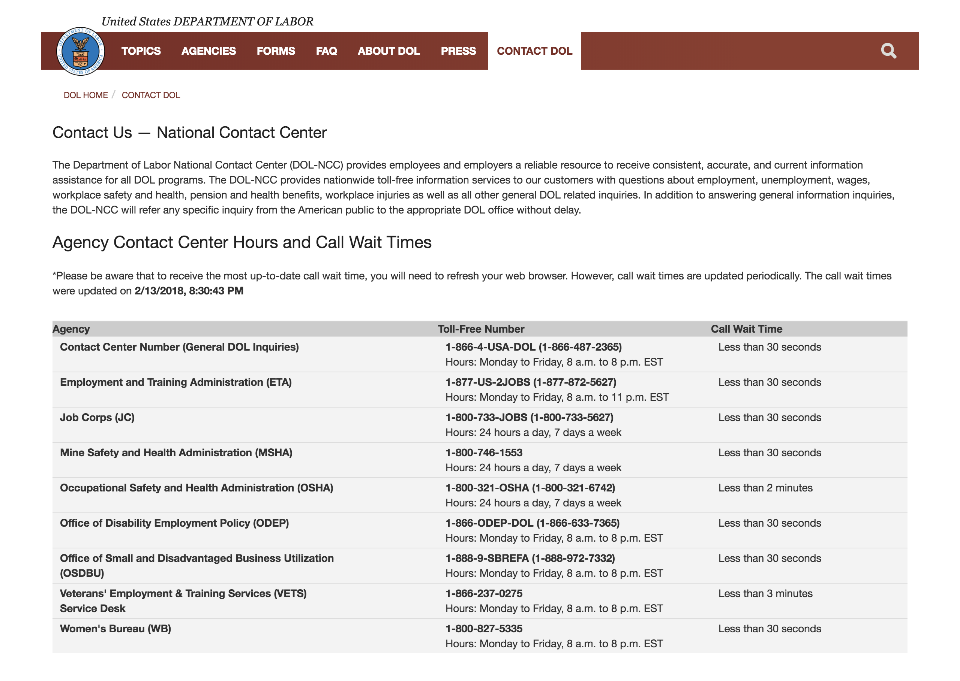 United States DEPARTMENT OF LABOR
TOPICS AGENCIES FORMS FAQ ABOUT DOL PRESS CONTACT DOL
DOL HOME / CONTACT DOL
Contact Us — National Contact Center
The Department of Labor National Contact Center (DOL-NCC) provides employees and employers a reliable resource to receive consistent, accurate, and current information
assistance for all DOL programs. The DOL-NCC provides nationwide toll-free information services to our customers with questions about employment, unemployment, wages,
workplace safety and health, pension and health benefits, workplace injuries as well as all other general DOL related inquiries. In addition to answering general information inquiries,
the DOL-NCC will refer any specific inquiry from the American public to the appropriate DOL office without delay.
Agency Contact Center Hours and Call Wait Times
*Please be aware that to receive the most up-to-date call wait time, you will need to refresh your web browser. However, call wait times are updated periodically. The call wait times
were updated on 2/13/2018, 8:30:43 PM
Agency Toll-Free Number Call Wait Time
Contact Center Number (General DOL Inquiries) 1-866-4-USA-DOL (1-866-487-2365) Less than 30 seconds
Hours: Monday to Friday, 8 a.m. to 8 p.m. EST
Employment and Training Administration (ETA) 1-877-US-2JOBS (1-877-872-5627) Less than 30 seconds
Hours: Monday to Friday, 8 a.m. to 11 p.m. EST
Job Corps (JC) 1-800-733-JOBS (1-800-733-5627) Less than 30 seconds
Hours: 24 hours a day, 7 days a week
Mine Safety and Health Administration (MSHA) 1-800-746-1553 Less than 30 seconds
Hours: 24 hours a day, 7 days a week
Occupational Safety and Health Administration (OSHA) 1-800-321-OSHA (1-800-321-6742) Less than 2 minutes
Hours: 24 hours a day, 7 days a week
Office of Disability Employment Policy (ODEP) 1-866-ODEP-DOL (1-866-633-7365) Less than 30 seconds
Hours: Monday to Friday, 8 a.m. to 8 p.m. EST
Office of Small and Disadvantaged Business Utilization 1-888-9-SBREFA (1-888-972-7332) Less than 30 seconds
(OSDBU) Hours: Monday to Friday, 8 a.m. to 8 p.m. EST
Veterans' Employment & Training Services (VETS) 1-866-237-0275 Less than 3 minutes
Service Desk Hours: Monday to Friday, 8 a.m. to 8 p.m. EST
Women's Bureau (WB) 1-800-827-5335 Less than 30 seconds
Hours: Monday to Friday, 8 a.m. to 8 p.m. EST